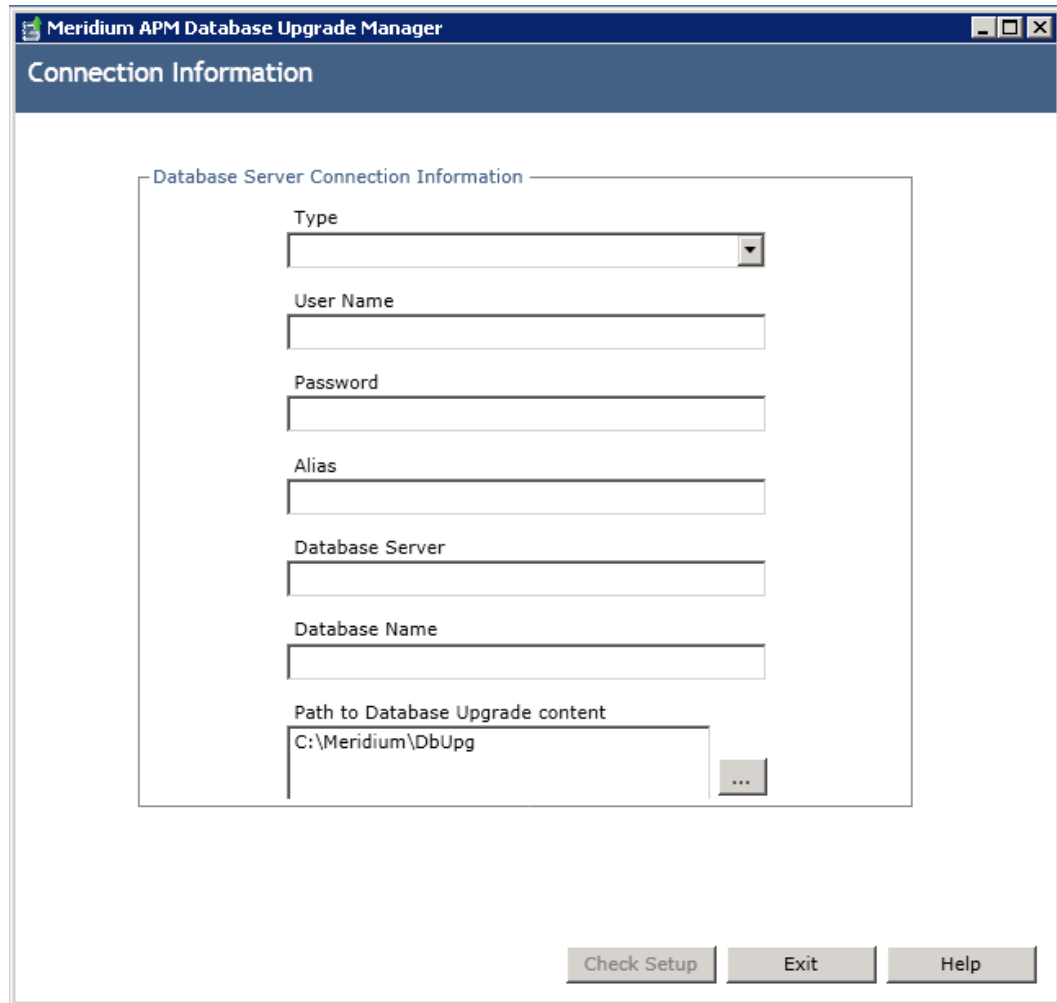 Meridium APM Database Upgrade Manager
Connection Information
Database Server Connection Information
Type
User Name
Password
Alias
Database Server
Database Name
Path to Database Upgrade content
C:\Meridium\DbUpg
...
Check Setup Exit Help